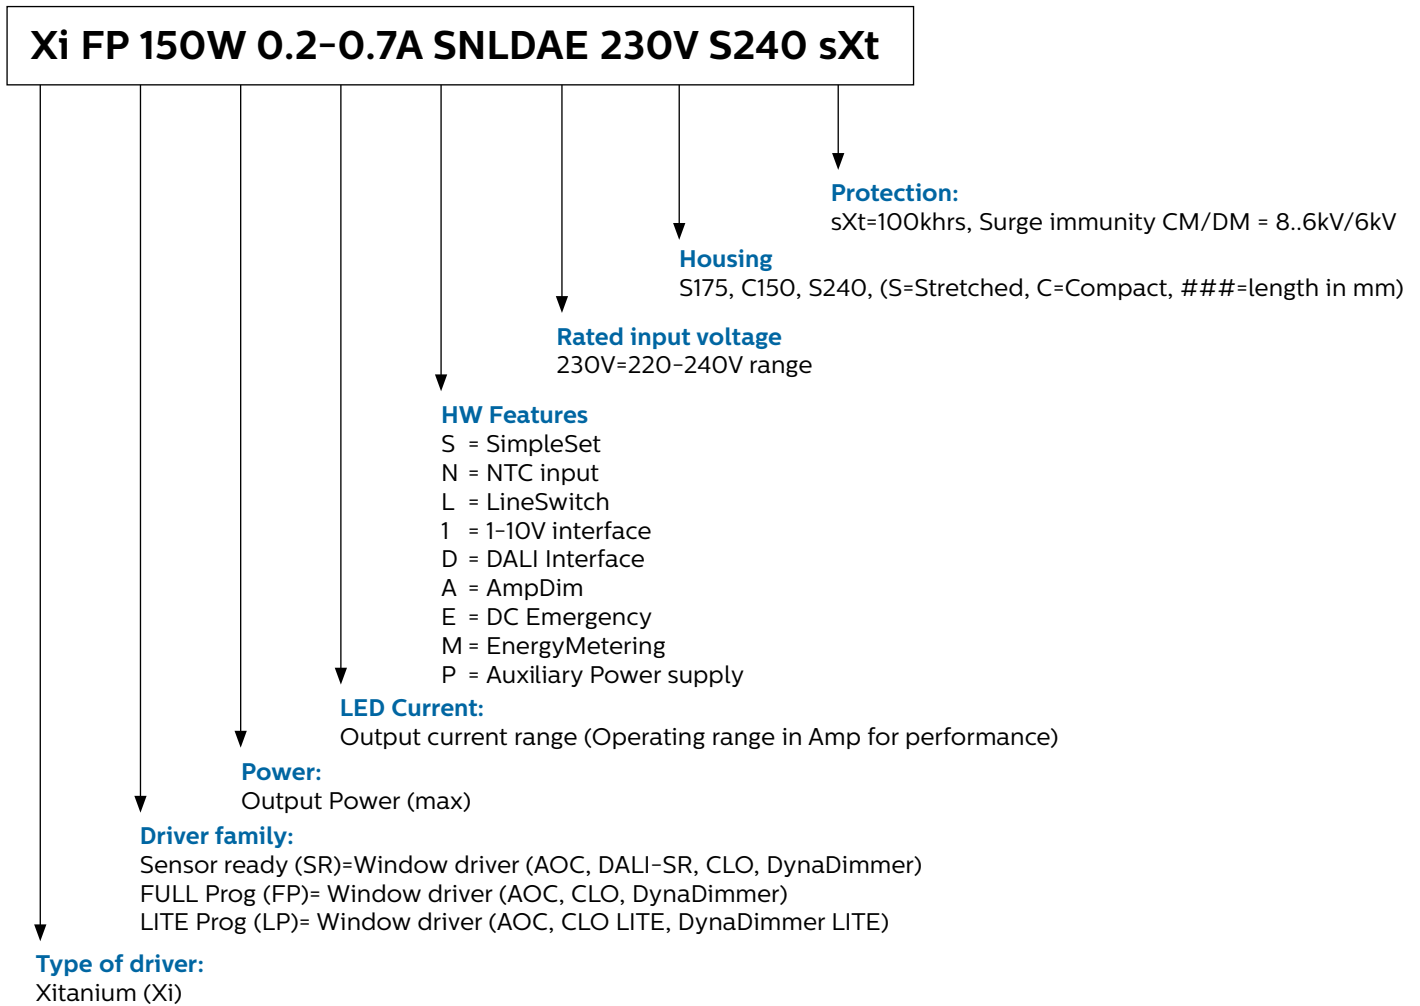 Xi FP 150W 0.2-0.7A SNLDAE 230V S240 sXt
Protection:
sXt=100khrs, Surge immunity CM/DM = 8..6kV/6kV
Housing
S175, C150, S240, (S=Stretched, C=Compact, ###=length in mm)
Rated input voltage
230V=220-240V range
HW Features
S = SimpleSet
N = NTC input
L = LineSwitch
1 = 1-10V interface
D = DALI Interface
A = AmpDim
E = DC Emergency
M = EnergyMetering
P = Auxiliary Power supply
LED Current:
Output current range (Operating range in Amp for performance)
Power:
Output Power (max)
Driver family:
Sensor ready (SR)=Window driver (AOC, DALI-SR, CLO, DynaDimmer)
FULL Prog (FP)= Window driver (AOC, CLO, DynaDimmer)
LITE Prog (LP)= Window driver (AOC, CLO LITE, DynaDimmer LITE)
Type of driver:
Xitanium (Xi)